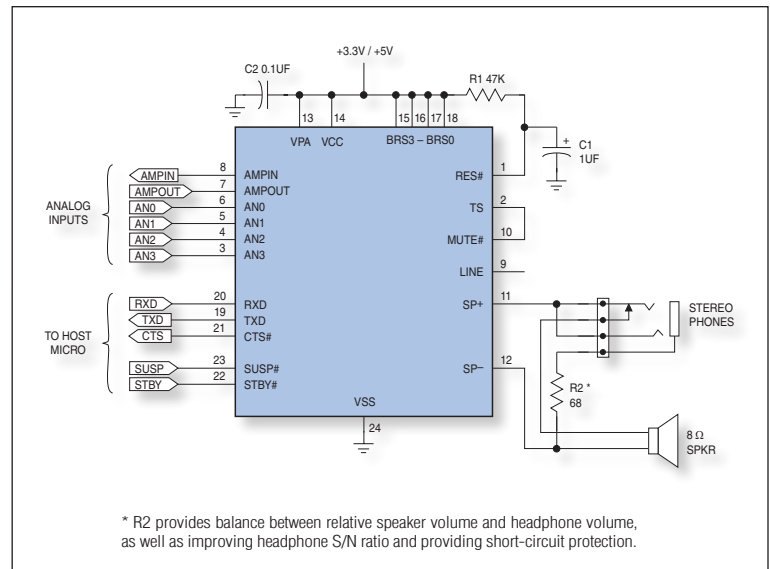 +3.3V / +5V
C2 0.1UF
R1 47K
13
14
15
16
17
18
VPA
VCC
BRS3 – BRS0
C1
1UF
+
ANALOG
INPUTS
AMPIN
8
AMPIN
AMPOUT
7
AMPOUT
AN0
6
AN0
AN1
5
AN1
AN2
4
AN2
AN3
3
AN3
RES#
1
TS
2
MUTE#
10
LINE
9
TO HOST
MICRO
RXD
20
RXD
TXD
19
TXD
CTS
21
CTS#
SUSP
23
SUSP#
STBY
22
STBY#
SP+
11
STEREO
PHONES
SP–
12
R2 *
68
VSS
24
8 Ω
SPKR
* R2 provides balance between relative speaker volume and headphone volume,
as well as improving headphone S/N ratio and providing short-circuit protection.